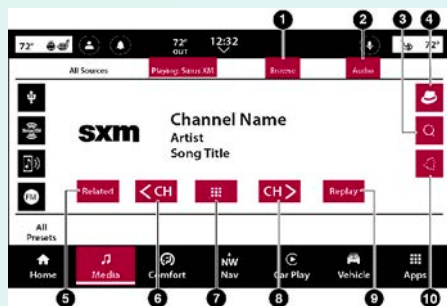 1 2 3 4
72° 72° OUT 12:32 72°
All Sources Playing: Sirius XM Browse Audio
sxm
Channel Name
Artist
Song Title
FM
Related <CH CH> Replay
All Presets
Home Media Comfort NW Nav Car Play Vehicle Apps
5 6 7 8 9 10